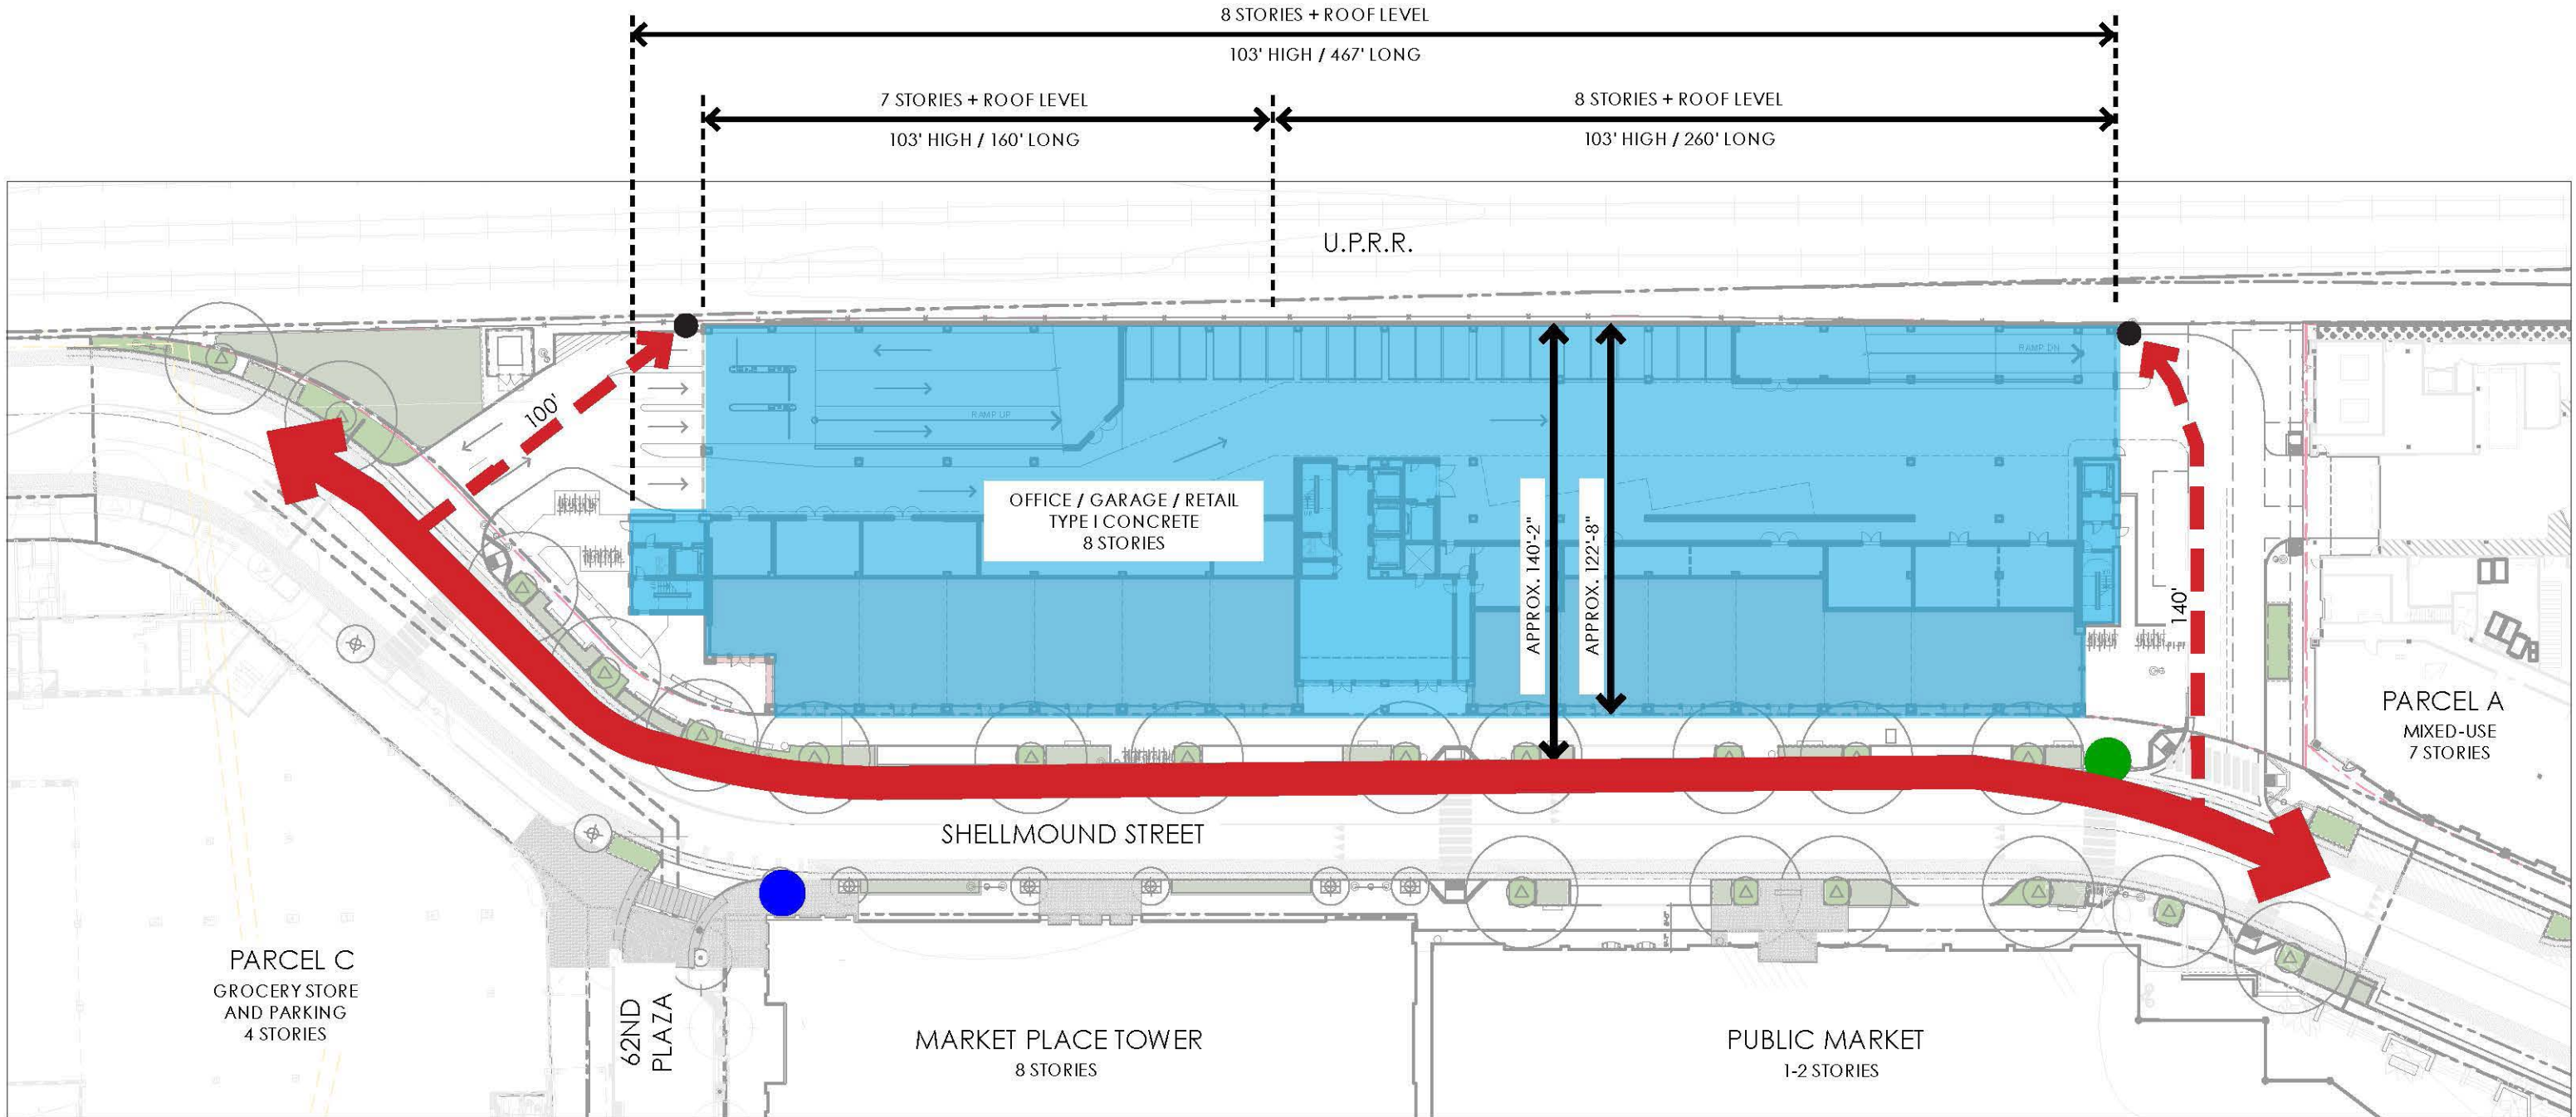 8 STORIES + ROOF LEVEL
103' HIGH / 467' LONG
7 STORIES + ROOF LEVEL
8 STORIES + ROOF LEVEL
103' HIGH / 160' LONG
103' HIGH / 260' LONG
U.P.R.R.
RAMP DN
100'
RAMP UP
OFFICE / GARAGE / RETAIL
TYPE I CONCRETE
8 STORIES
APPROX. 140'-2"
APPROX. 122'-8"
140'
PARCEL A
MIXED-USE
7 STORIES
SHELLMOUND STREET
PARCEL C
GROCERY STORE
AND PARKING
4 STORIES
62ND
PLAZA
MARKET PLACE TOWER
8 STORIES
PUBLIC MARKET
1-2 STORIES